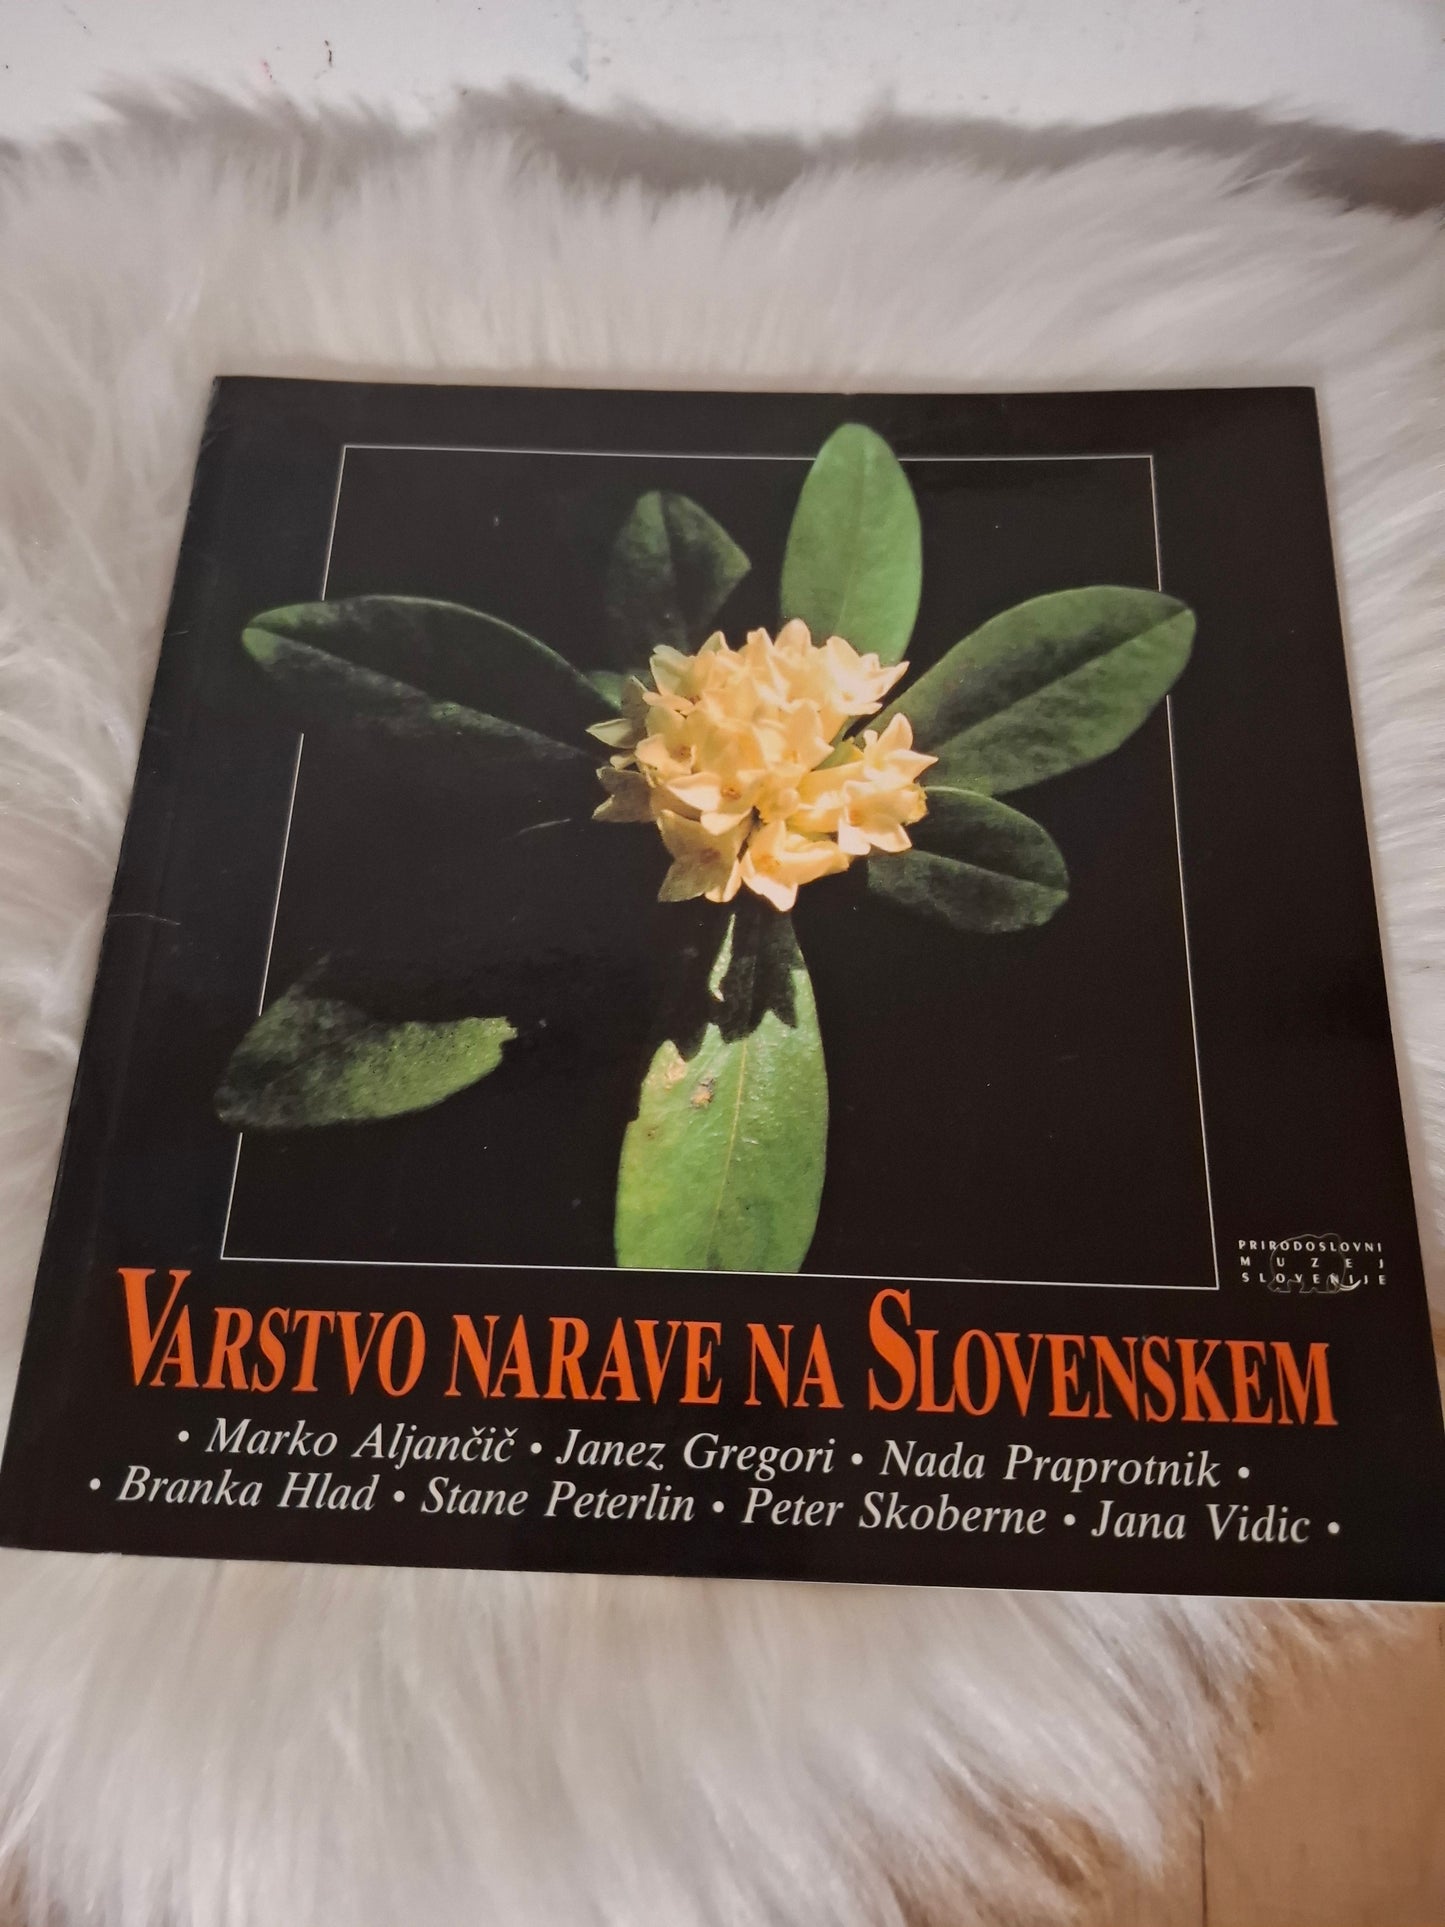 PRIRODOSLOVNI
MUZEJ
SLOVENIJE
VARSTVO NARAVE NA SLOVENSKEM
• Marko Aljančič • Janez Gregori • Nada Praprotnik •
• Branka Hlad • Stane Peterlin • Peter Skoberne • Jana Vidic •